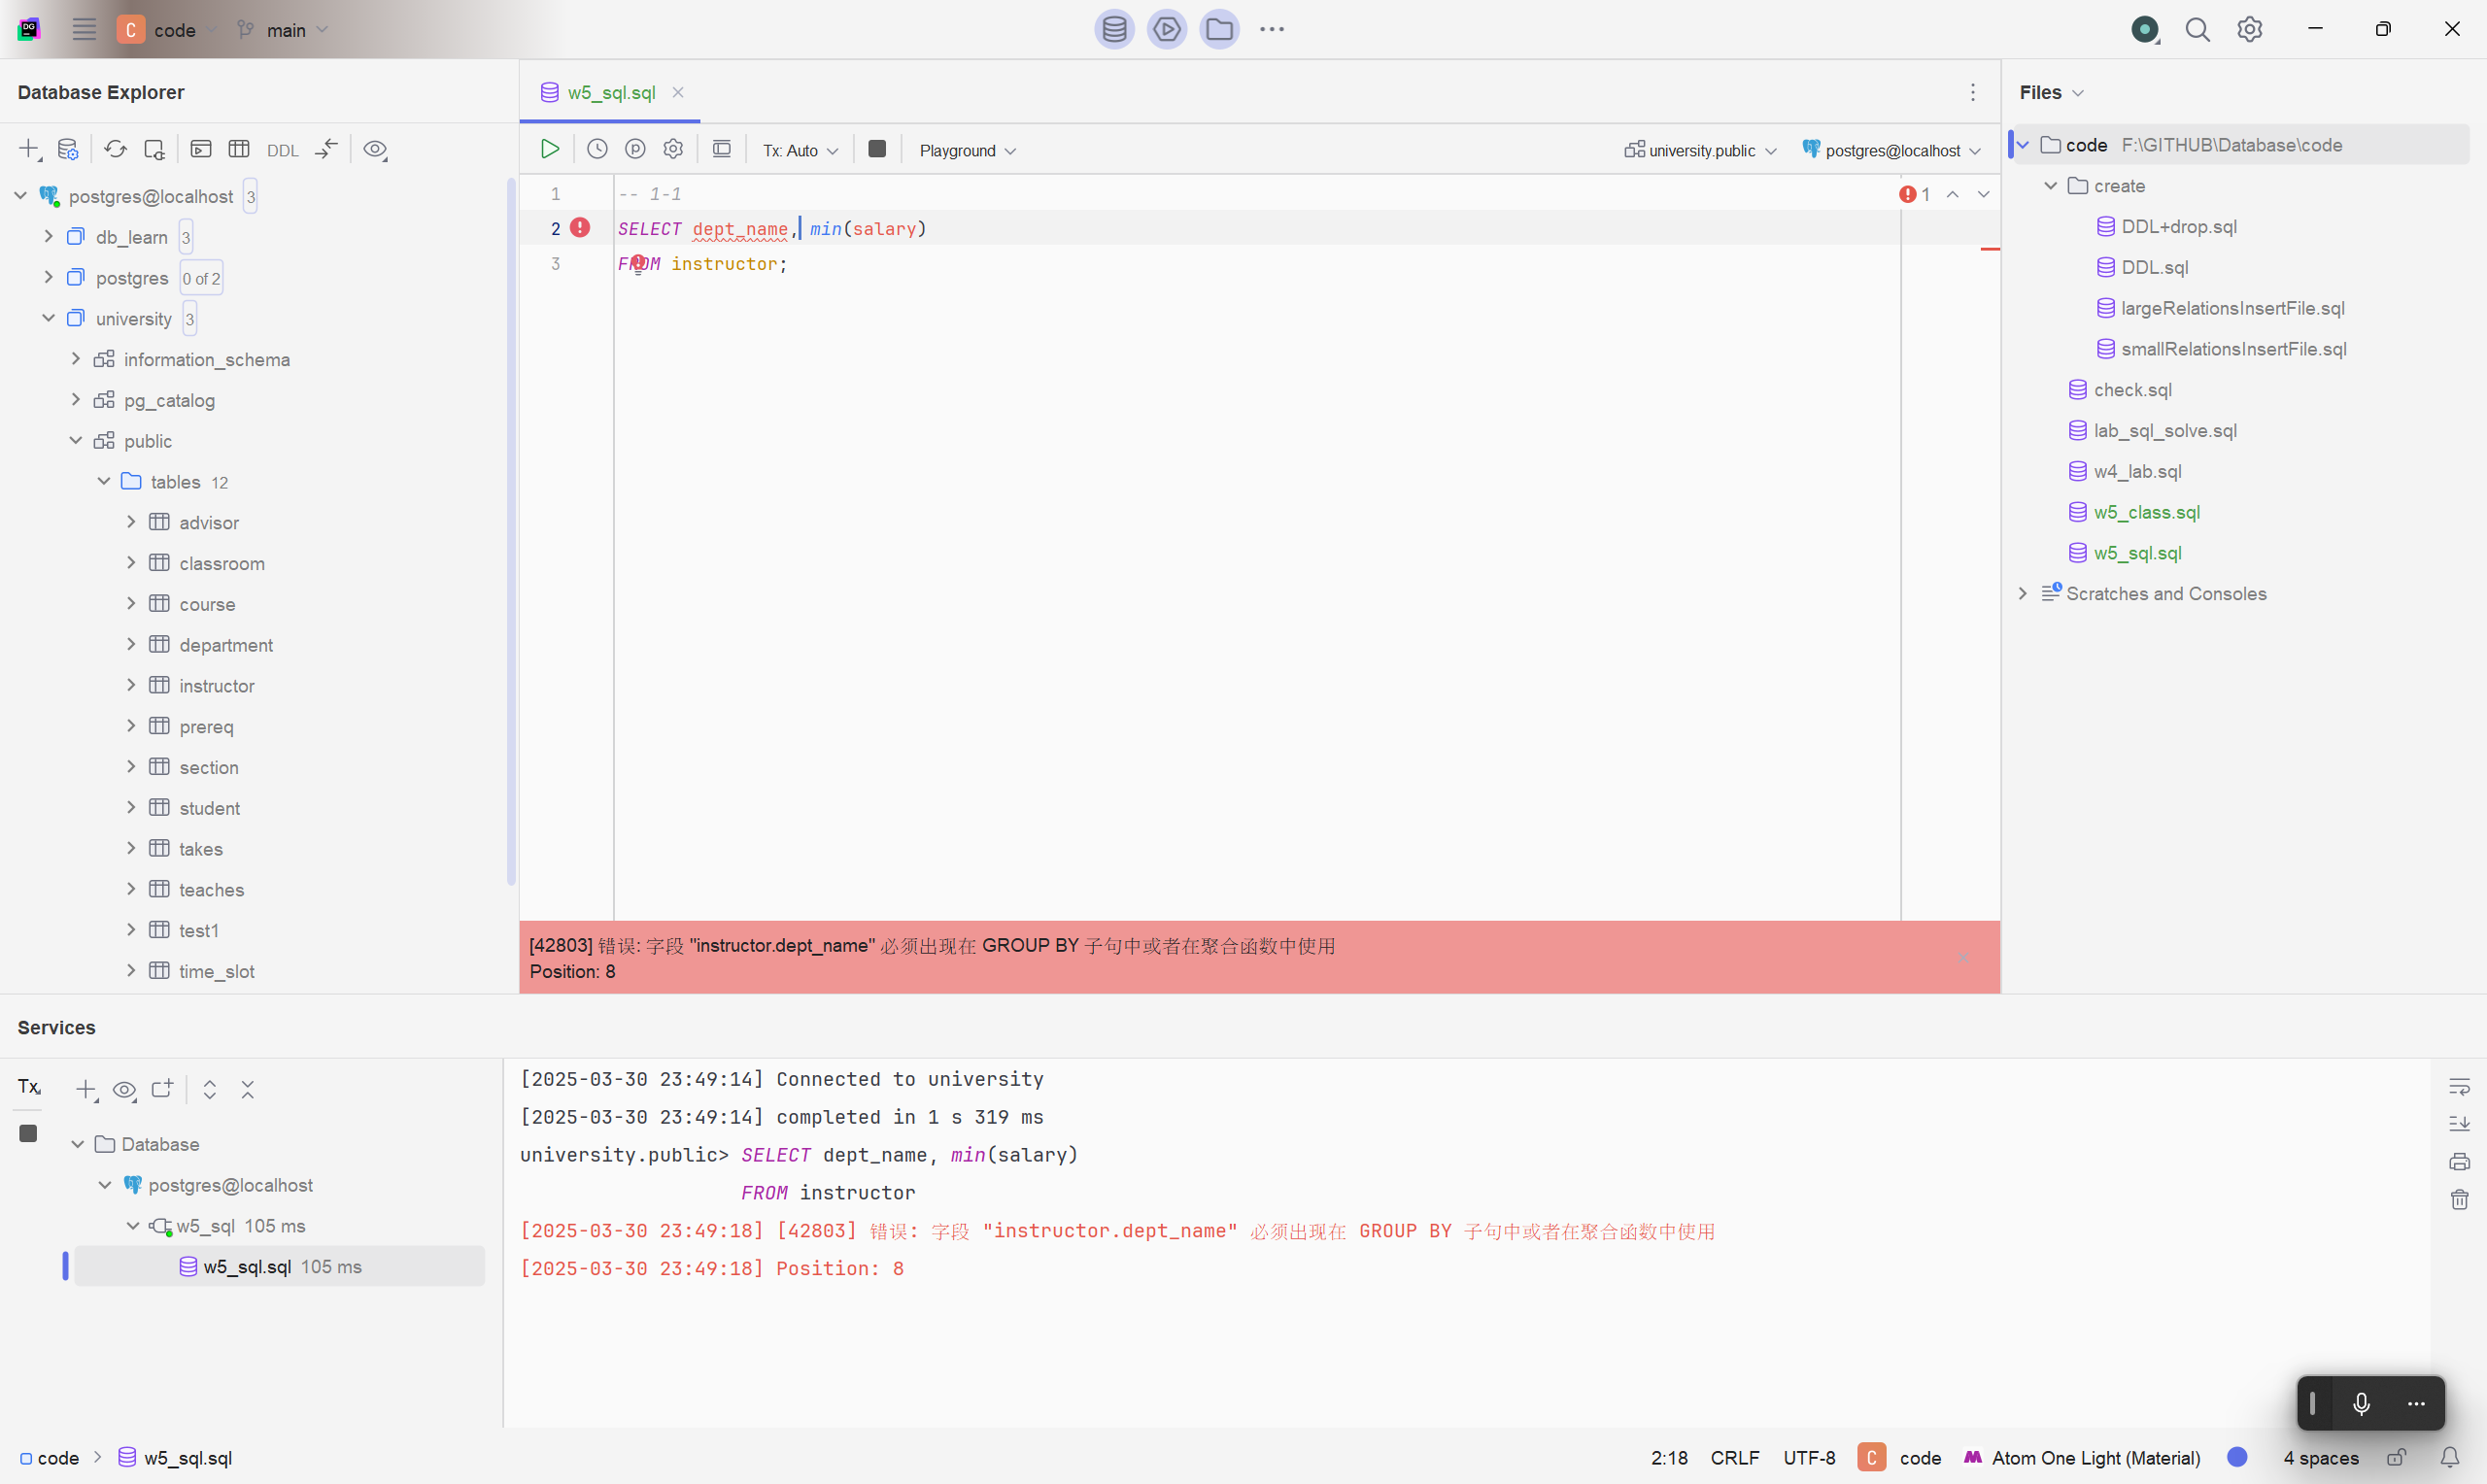 DG
C code main
Database Explorer
DDL
postgres@localhost 3
db_learn 3
postgres 0 of 2
university 3
information_schema
pg_catalog
public
tables 12
advisor
classroom
course
department
instructor
prereq
section
student
takes
teaches
test1
time_slot
w5_sql.sql
Tx: Auto Playground university.public postgres@localhost
1 -- 1-1
2 SELECT dept_name, min(salary)
3 FROM instructor;
1
[42803] 错误: 字段 "instructor.dept_name" 必须出现在 GROUP BY 子句中或者在聚合函数中使用
Position: 8
Files
code F:\GITHUB\Database\code
create
DDL+drop.sql
DDL.sql
largeRelationsInsertFile.sql
smallRelationsInsertFile.sql
check.sql
lab_sql_solve.sql
w4_lab.sql
w5_class.sql
w5_sql.sql
Scratches and Consoles
Services
Tx
Database
postgres@localhost
w5_sql 105 ms
w5_sql.sql 105 ms
[2025-03-30 23:49:14] Connected to university
[2025-03-30 23:49:14] completed in 1 s 319 ms
university.public> SELECT dept_name, min(salary)
FROM instructor
[2025-03-30 23:49:18] [42803] 错误: 字段 "instructor.dept_name" 必须出现在 GROUP BY 子句中或者在聚合函数中使用
[2025-03-30 23:49:18] Position: 8
code w5_sql.sql
2:18 CRLF UTF-8 C code Atom One Light (Material) 4 spaces